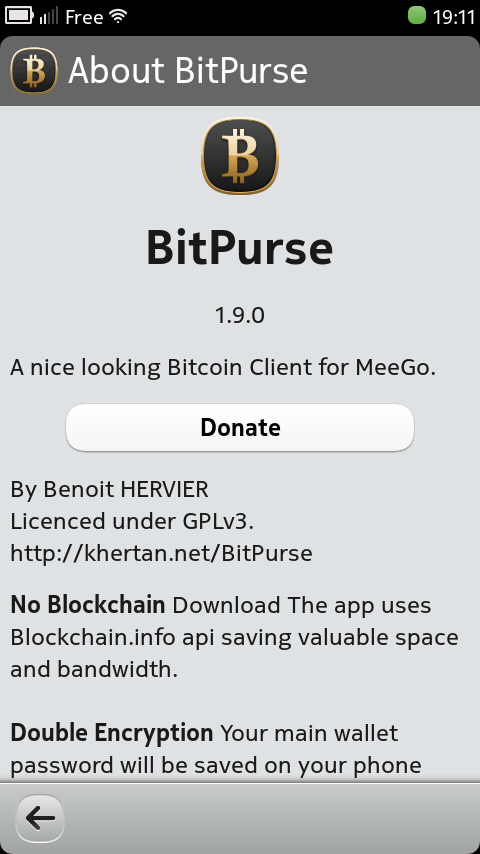 Free 19:11
About BitPurse
BitPurse
1.9.0
A nice looking Bitcoin Client for MeeGo.
Donate
By Benoit HERVIER
Licenced under GPLv3.
http://khertan.net/BitPurse
No Blockchain Download The app uses
Blockchain.info api saving valuable space
and bandwidth.
Double Encryption Your main wallet
password will be saved on your phone